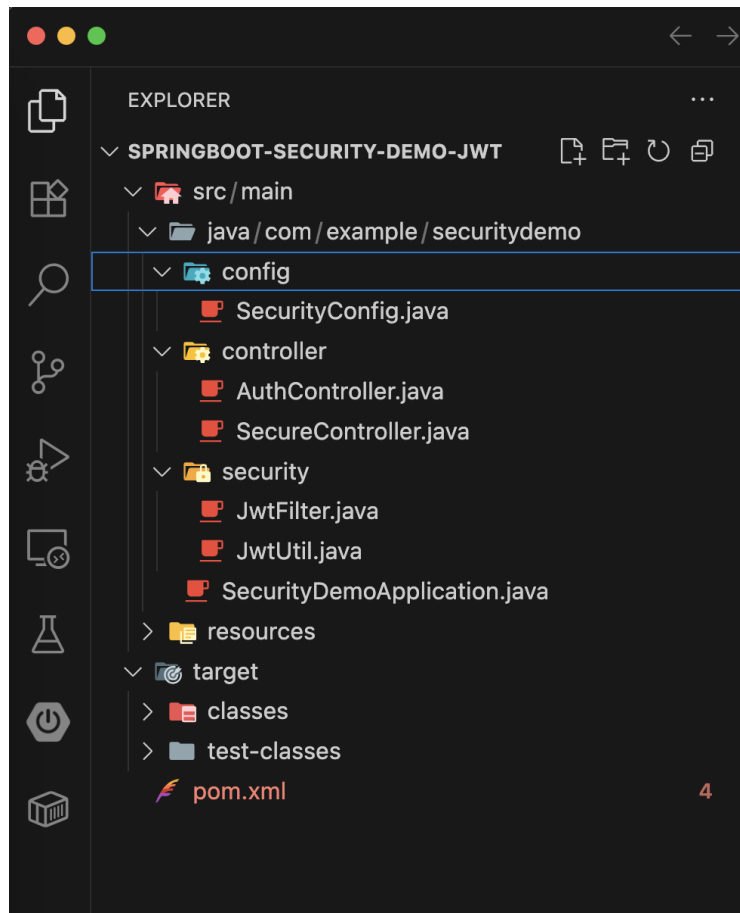 EXPLORER
SPRINGBOOT-SECURITY-DEMO-JWT
src/main
java/com/example/securitydemo
config
SecurityConfig.java
controller
AuthController.java
SecureController.java
security
JwtFilter.java
JwtUtil.java
SecurityDemoApplication.java
resources
target
classes
test-classes
pom.xml 4